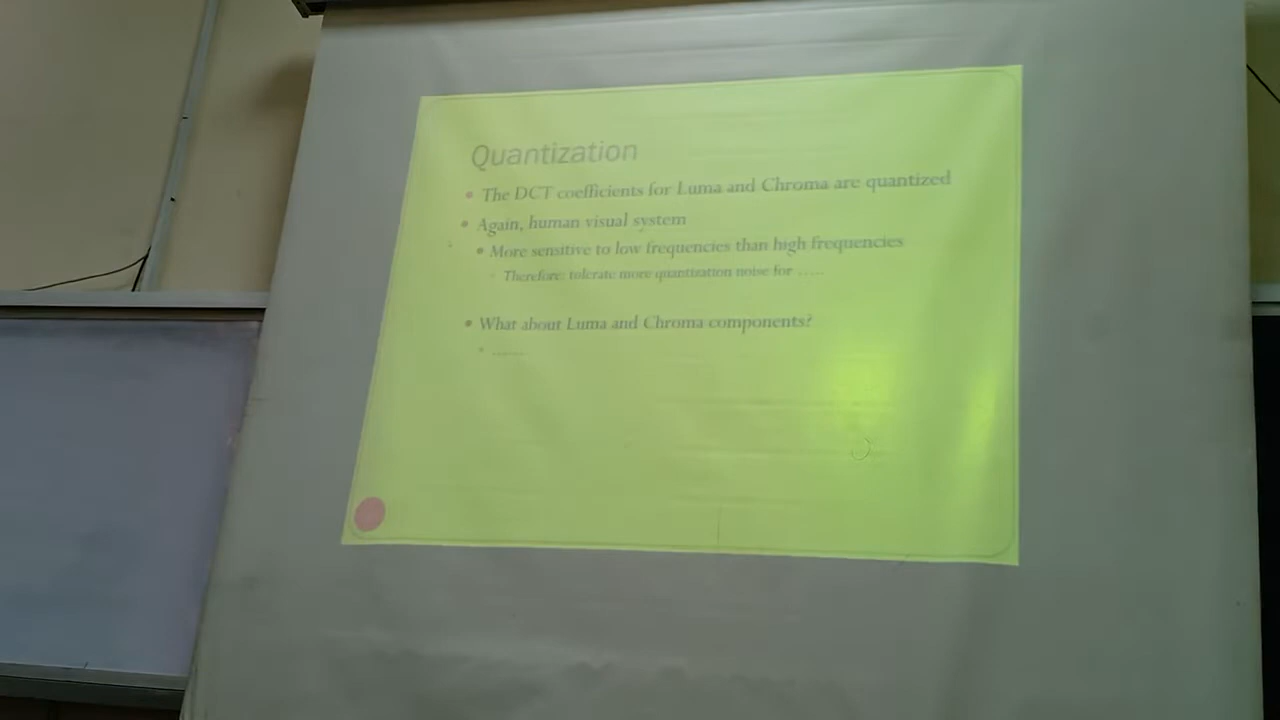 Quantization
• The DCT coefficients for Luma and Chroma are quantized
• Again, human visual system
• More sensitive to low frequencies than high frequencies
Therefore: tolerate more quantization noise for .....
• What about Luma and Chroma components?
• ......